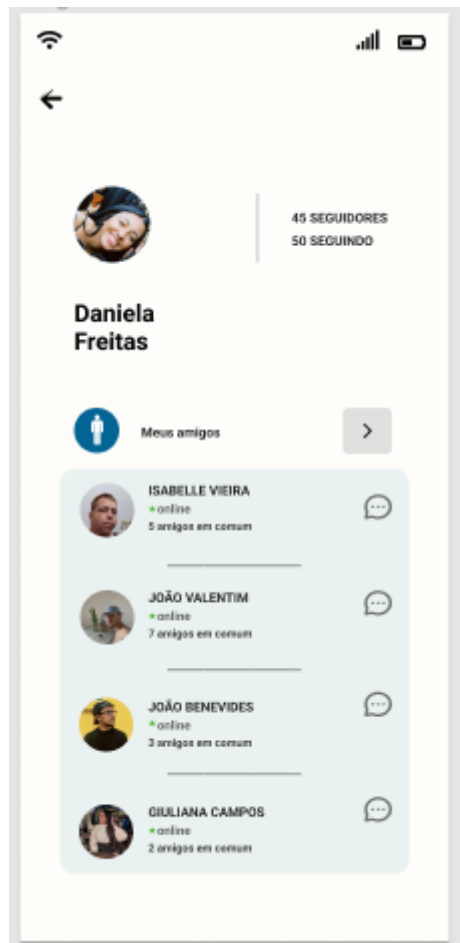 45 SEGUIDORES
50 SEGUINDO
Daniela
Freitas
Meus amigos
ISABELLE VIEIRA
online
5 amigos em comum
JOÃO VALENTIM
online
7 amigos em comum
JOÃO BENEVIDES
online
3 amigos em comum
GIULIANA CAMPOS
online
2 amigos em comum